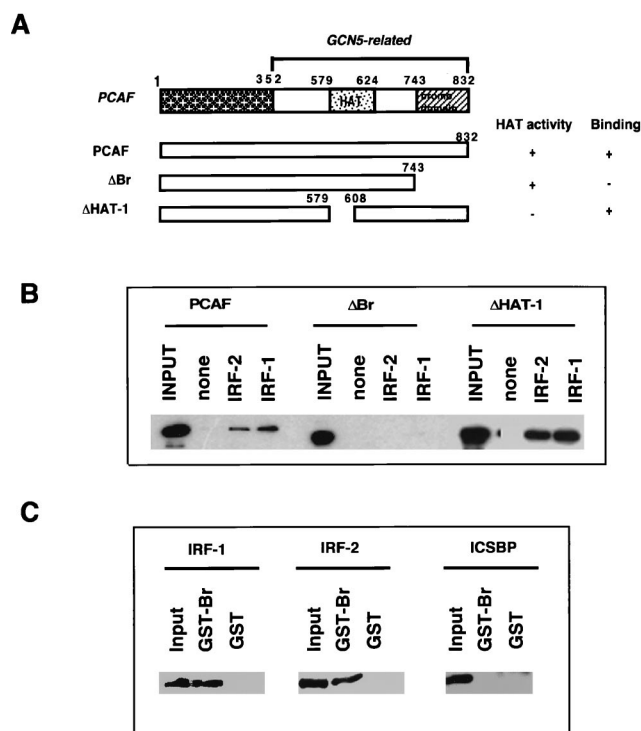 A
GCN5-related
1 352 579 624 743 832
PCAF HAT
HAT activity Binding
832
PCAF + +
743
ΔBr + -
579 608
ΔHAT-1 - +
B
PCAF ΔBr ΔHAT-1
INPUT none IRF-2 IRF-1 INPUT none IRF-2 IRF-1 INPUT none IRF-2 IRF-1
C
IRF-1 IRF-2 ICSBP
Input GST-Br GST Input GST-Br GST Input GST-Br GST